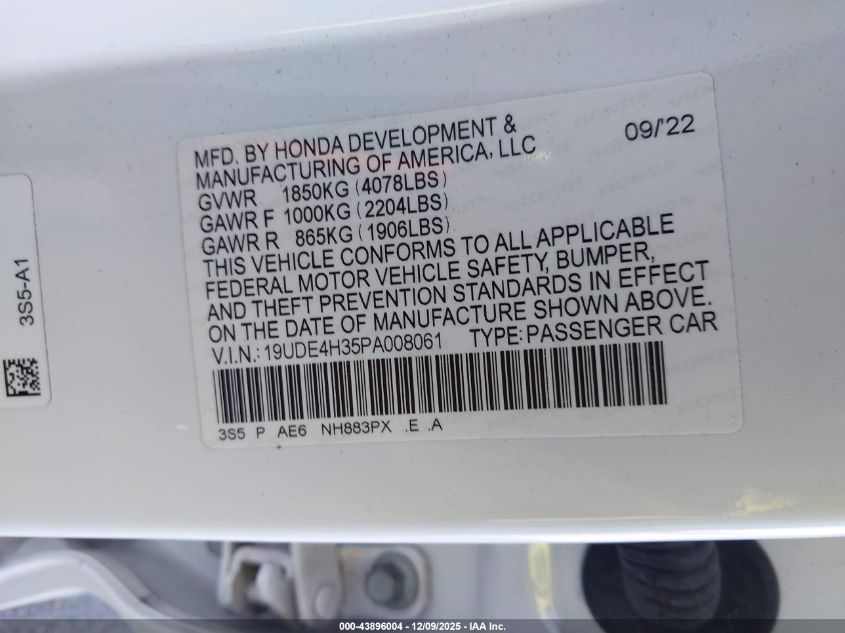 MFD. BY HONDA DEVELOPMENT & 09/'22
MANUFACTURING OF AMERICA, LLC
GVWR 1850KG (4078LBS)
GAWR F 1000KG (2204LBS)
GAWR R 865KG (1906LBS)
THIS VEHICLE CONFORMS TO ALL APPLICABLE
FEDERAL MOTOR VEHICLE SAFETY, BUMPER,
AND THEFT PREVENTION STANDARDS IN EFFECT
ON THE DATE OF MANUFACTURE SHOWN ABOVE.
V.I.N.: 19UDE4H35PA008061 TYPE: PASSENGER CAR
3S5 P AE6 NH883PX .E .A
3S5-A1
000-43896004 - 12/09/2025 - IAA Inc.